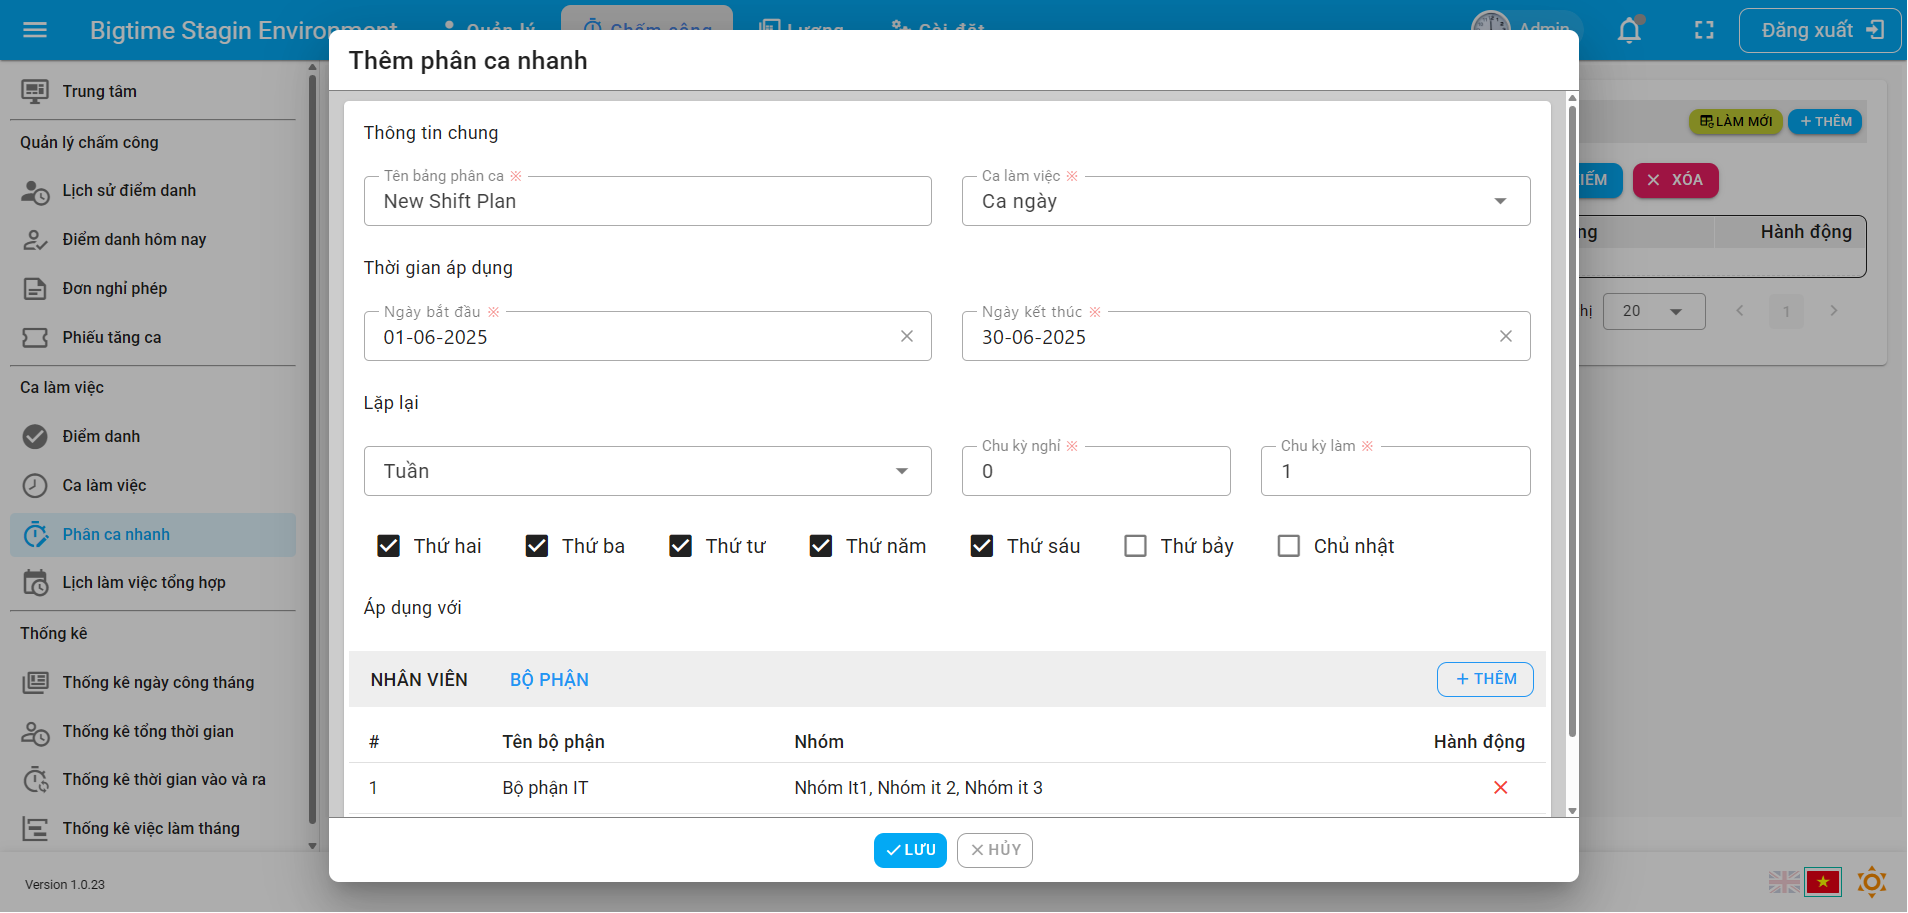 Bigtime Stagin Environment
Quản lý
Chấm công
Lương
Cài đặt
Admin
Đăng xuất
Trung tâm
Quản lý chấm công
Lịch sử điểm danh
Điểm danh hôm nay
Đơn nghỉ phép
Phiếu tăng ca
Ca làm việc
Điểm danh
Ca làm việc
Phân ca nhanh
Lịch làm việc tổng hợp
Thống kê
Thống kê ngày công tháng
Thống kê tổng thời gian
Thống kê thời gian vào và ra
Thống kê việc làm tháng
Version 1.0.23
Thêm phân ca nhanh
Thông tin chung
Tên bảng phân ca ※
New Shift Plan
Ca làm việc ※
Ca ngày
Thời gian áp dụng
Ngày bắt đầu ※
01-06-2025
Ngày kết thúc ※
30-06-2025
Lặp lại
Tuần
Chu kỳ nghỉ ※
0
Chu kỳ làm ※
1
Thứ hai Thứ ba Thứ tư Thứ năm Thứ sáu Thứ bảy Chủ nhật
Áp dụng với
NHÂN VIÊN BỘ PHẬN + THÊM
# Tên bộ phận Nhóm Hành động
1 Bộ phận IT Nhóm It1, Nhóm it 2, Nhóm it 3
LƯU HỦY
LÀM MỚI + THÊM
XÓA
Hành động
20 1